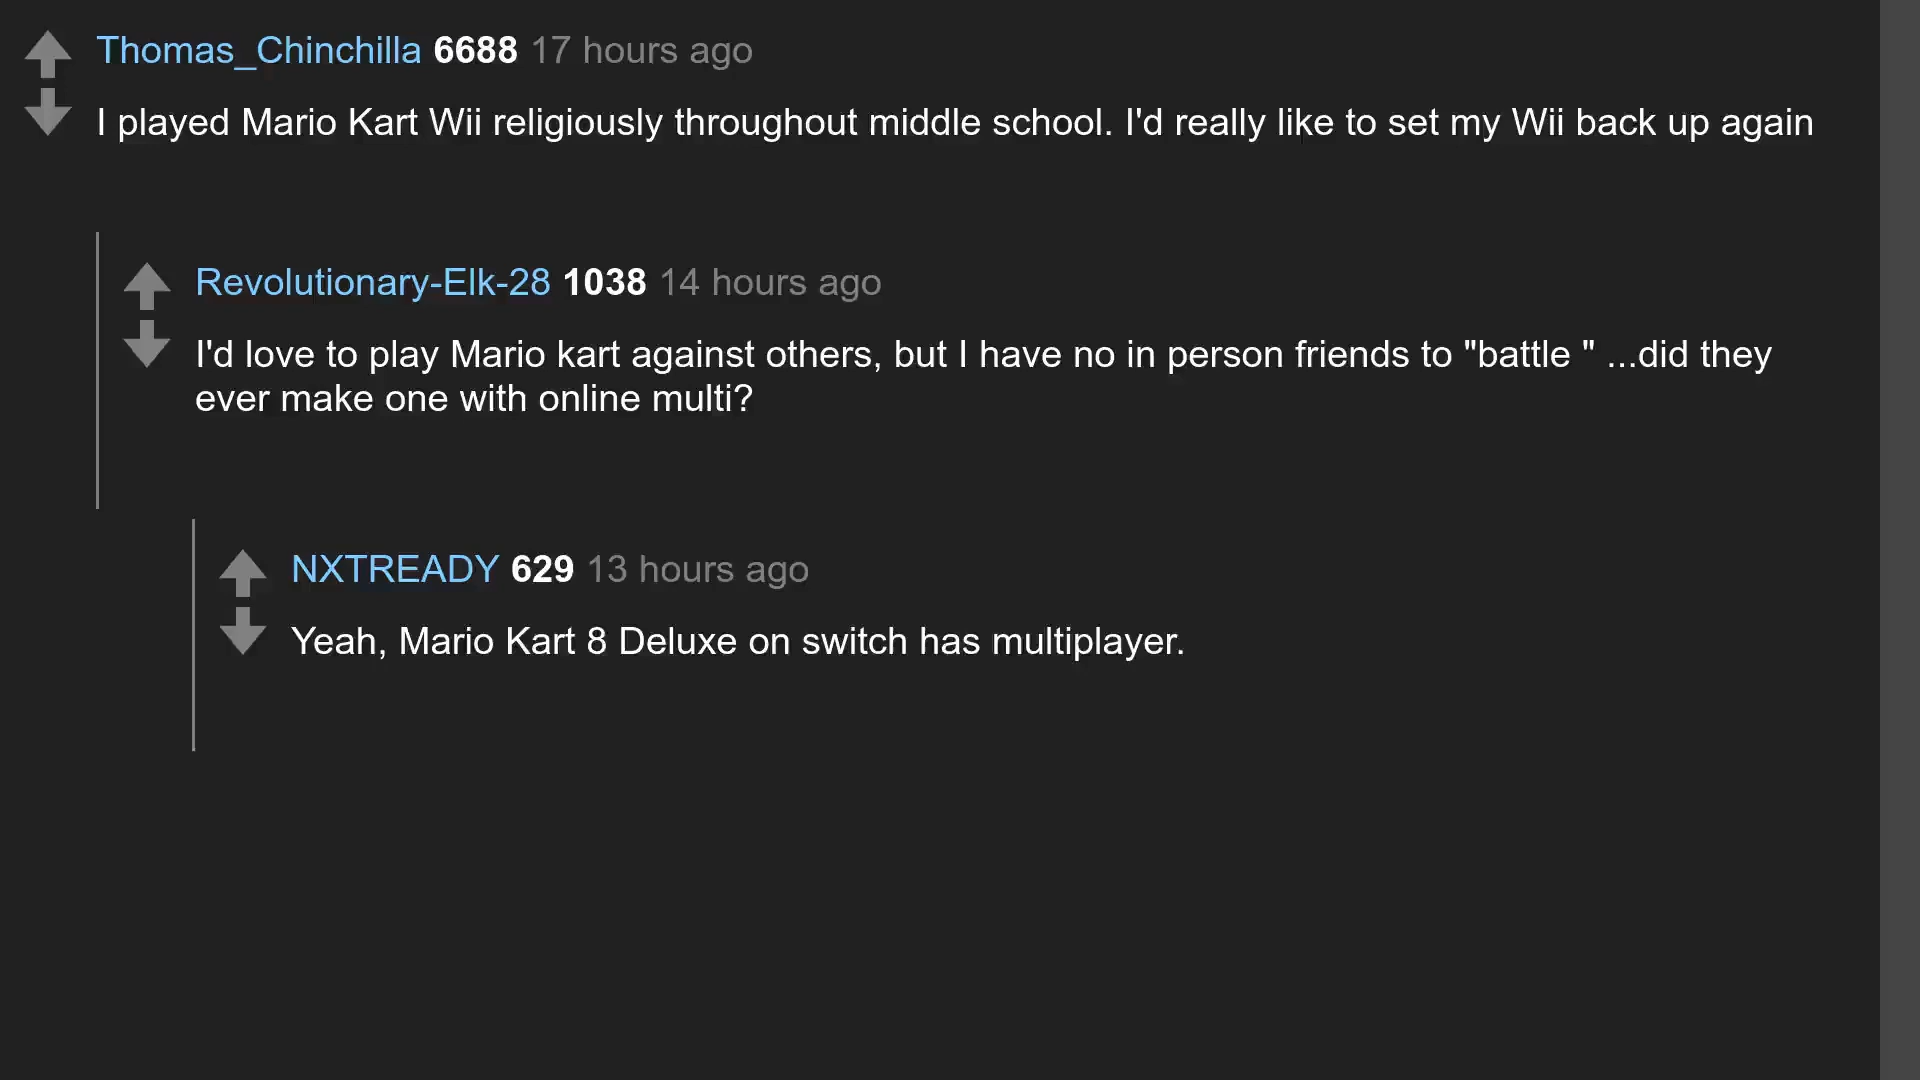 Thomas_Chinchilla 6688 17 hours ago
I played Mario Kart Wii religiously throughout middle school. I'd really like to set my Wii back up again
Revolutionary-Elk-28 1038 14 hours ago
I'd love to play Mario kart against others, but I have no in person friends to "battle " ...did they
ever make one with online multi?
NXTREADY 629 13 hours ago
Yeah, Mario Kart 8 Deluxe on switch has multiplayer.